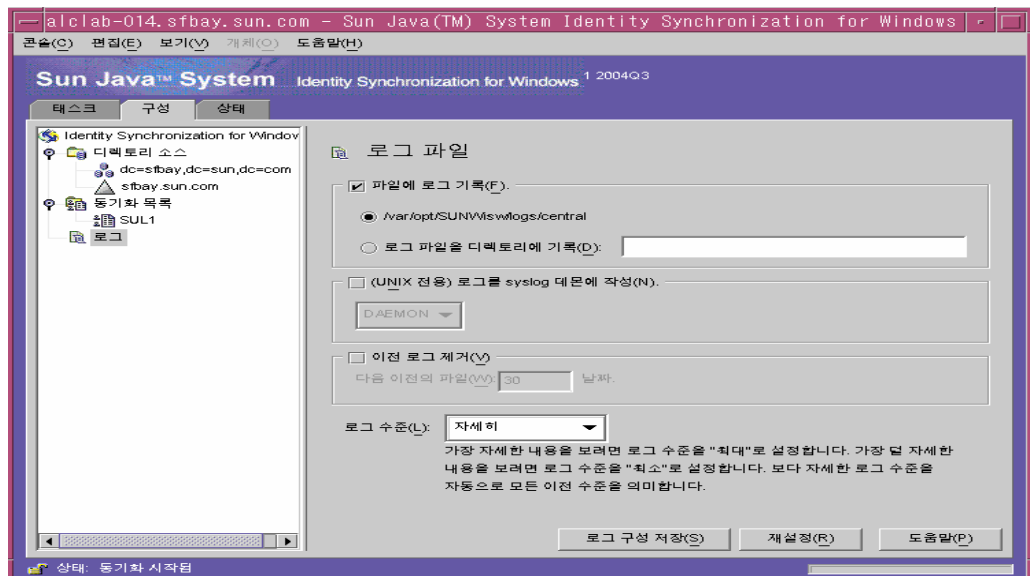 alclab-014.sfbay.sun.com - Sun Java(TM) System Identity Synchronization for Windows
콘솔(C) 편집(E) 보기(V) 개체(O) 도움말(H)
Sun Java™ System Identity Synchronization for Windows 1 2004Q3
태스크 구성 상태
Identity Synchronization for Windov
디렉토리 소스
dc=sfbay,dc=sun,dc=com
sfbay.sun.com
동기화 목록
SUL1
로그
로그 파일
파일에 로그 기록(F).
/var/opt/SUNWisw/logs/central
로그 파일을 디렉토리에 기록(D):
(UNIX 전용) 로그를 syslog 데몬에 작성(N).
DAEMON
이전 로그 제거(V)
다음 이전의 파일(W): 30 날짜.
로그 수준(L): 자세히
가장 자세한 내용을 보려면 로그 수준을 "최대"로 설정합니다. 가장 덜 자세한
내용을 보려면 로그 수준을 "최소"로 설정합니다. 보다 자세한 로그 수준을
자동으로 모든 이전 수준을 의미합니다.
로그 구성 저장(S) 재설정(R) 도움말(P)
상태: 동기화 시작됨